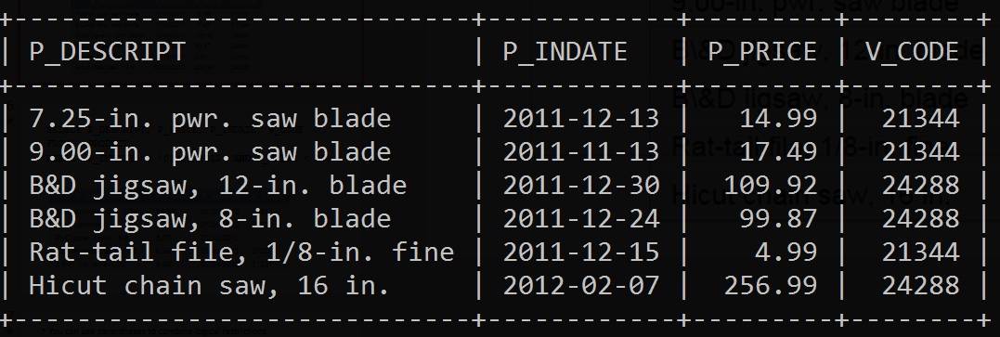 P_DESCRIPT | P_INDATE | P_PRICE | V_CODE
7.25-in. pwr. saw blade | 2011-12-13 | 14.99 | 21344
9.00-in. pwr. saw blade | 2011-11-13 | 17.49 | 21344
B&D jigsaw, 12-in. blade | 2011-12-30 | 109.92 | 24288
B&D jigsaw, 8-in. blade | 2011-12-24 | 99.87 | 24288
Rat-tail file, 1/8-in. fine | 2011-12-15 | 4.99 | 21344
Hicut chain saw, 16 in. | 2012-02-07 | 256.99 | 24288